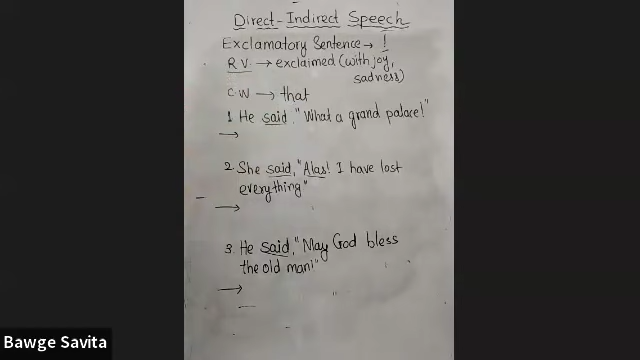 Direct-Indirect Speech
Exclamatory Sentence → !
R.V. → exclaimed (with joy,
sadness)
C.W → that
1. He said, "What a grand palace!"
→
2. She said, "Alas! I have lost
everything"
→
3. He said, "May God bless
the old man!"
→
Bawge Savita